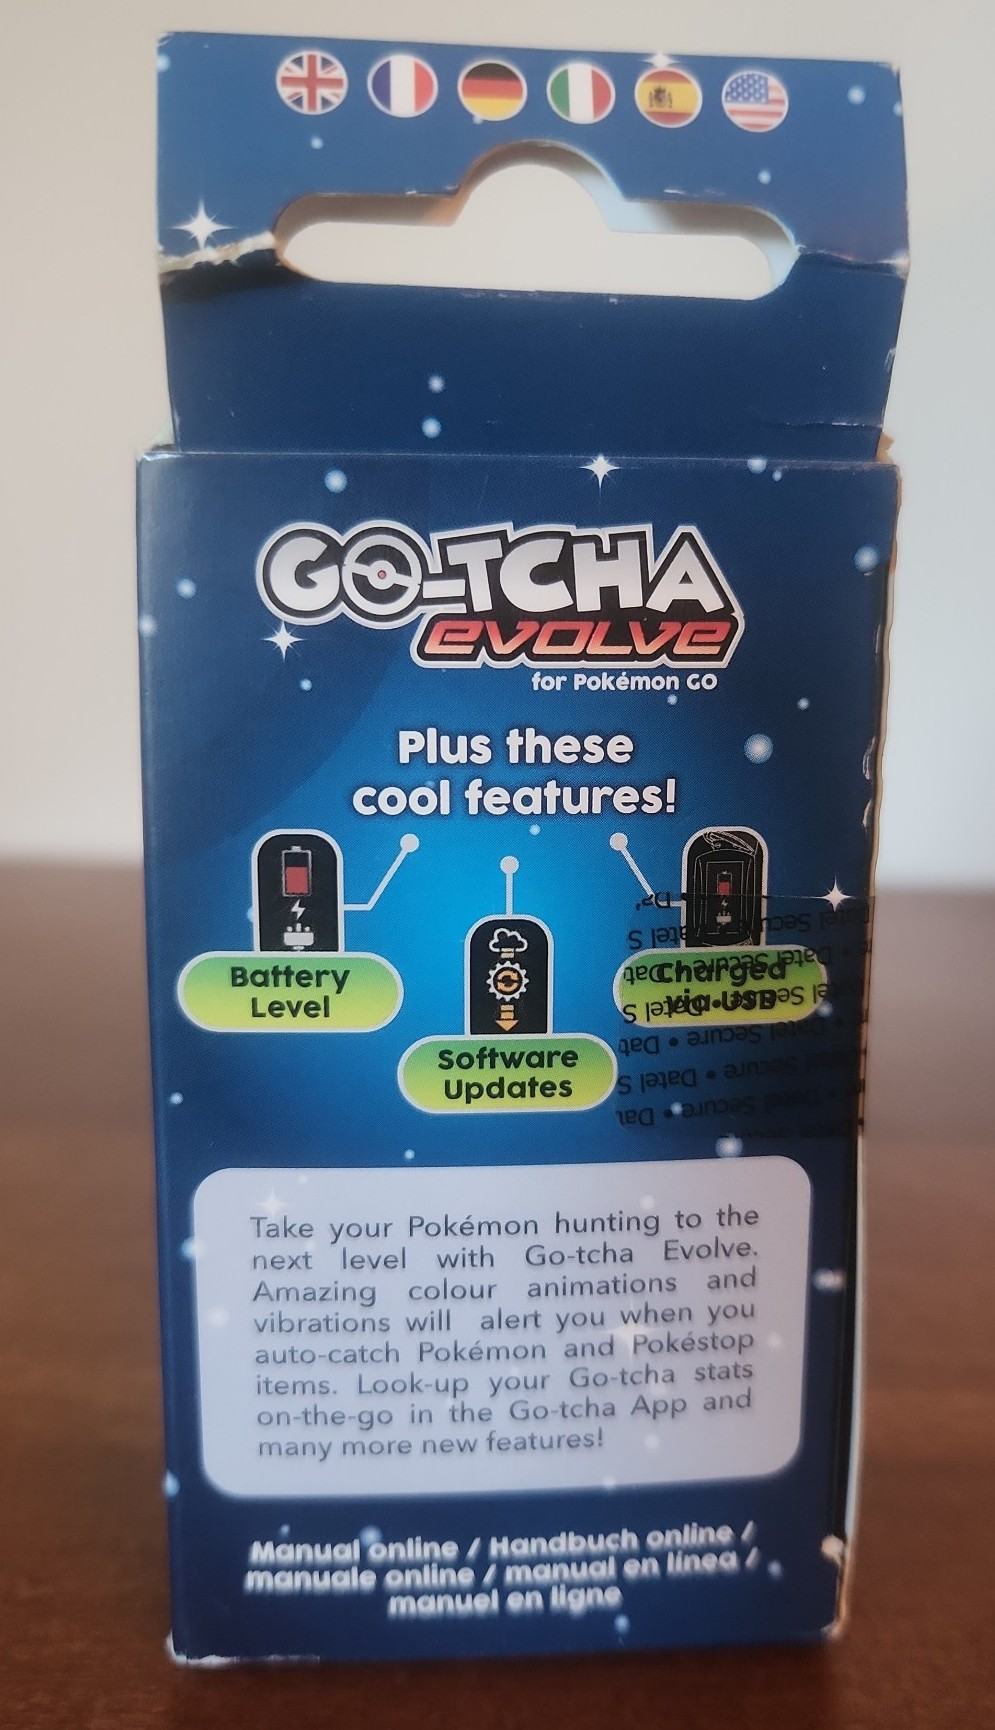 GO-TCHA
evolve
for Pokémon GO
Plus these
cool features!
Battery
Level
Software
Updates
Charged
via USB
Datel Secure • Datel S
Take your Pokémon hunting to the
next level with Go-tcha Evolve.
Amazing colour animations and
vibrations will alert you when you
auto-catch Pokémon and Pokéstop
items. Look-up your Go-tcha stats
on-the-go in the Go-tcha App and
many more new features!
Manual online / Handbuch online /
manuale online / manual en línea /
manuel en ligne